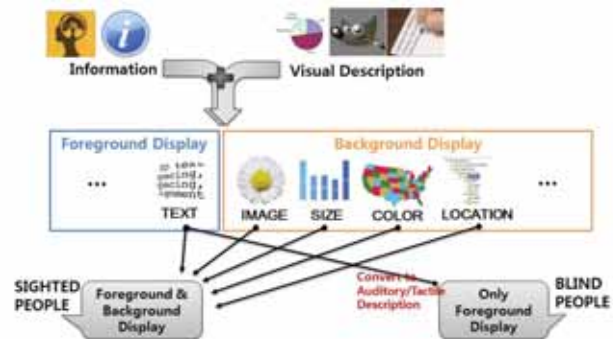 Information
Visual Description
Foreground Display
Background Display
...
...
TEXT
IMAGE
SIZE
COLOR
LOCATION
SIGHTED
PEOPLE
Foreground &
Background
Display
Convert to
Auditory/Tactile
Description
Only
Foreground
Display
BLIND
PEOPLE